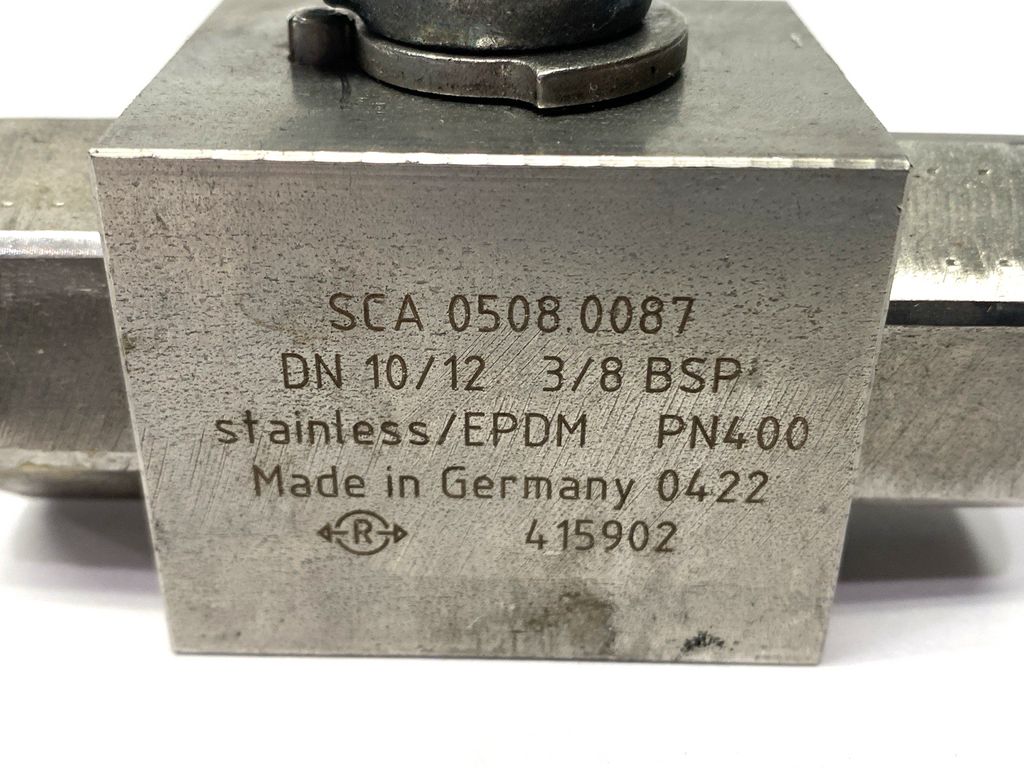 SCA 0508.0087
DN 10/12 3/8 BSP
stainless/EPDM PN400
Made in Germany 0422
R 415902